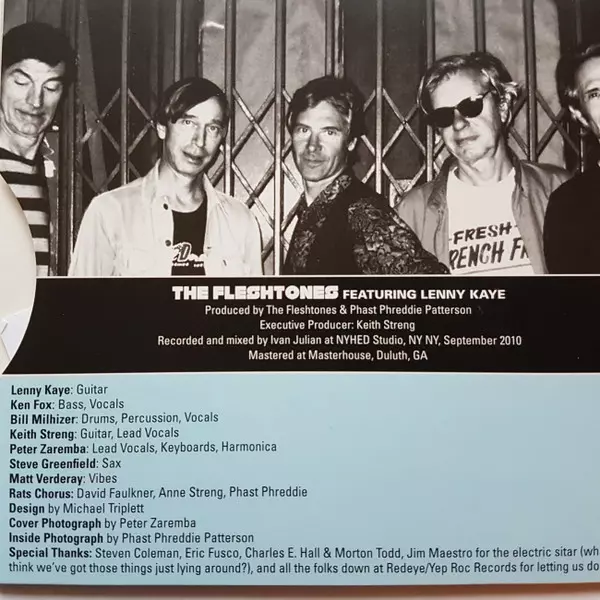 FRESH
RENCH F
THE FLESHTONES FEATURING LENNY KAYE
Produced by The Fleshtones & Phast Phreddie Patterson
Executive Producer: Keith Streng
Recorded and mixed by Ivan Julian at NYHED Studio, NY NY, September 2010
Mastered at Masterhouse, Duluth, GA
Lenny Kaye: Guitar
Ken Fox: Bass, Vocals
Bill Milhizer: Drums, Percussion, Vocals
Keith Streng: Guitar, Lead Vocals
Peter Zaremba: Lead Vocals, Keyboards, Harmonica
Steve Greenfield: Sax
Matt Verderay: Vibes
Rats Chorus: David Faulkner, Anne Streng, Phast Phreddie
Design by Michael Triplett
Cover Photograph by Peter Zaremba
Inside Photograph by Phast Phreddie Patterson
Special Thanks: Steven Coleman, Eric Fusco, Charles E. Hall & Morton Todd, Jim Maestro for the electric sitar (wh
think we've got those things just lying around?), and all the folks down at Redeye/Yep Roc Records for letting us do